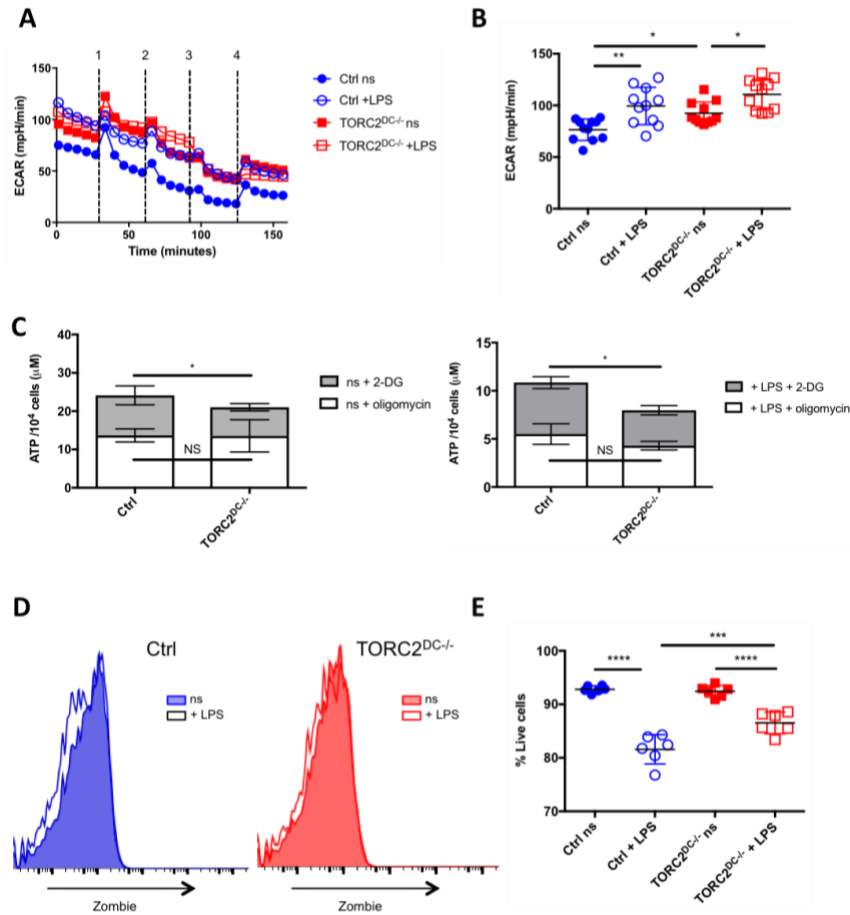 A
1 2 3 4
150
100
50
0
ECAR (mpH/min)
0 50 100 150
Time (minutes)
Ctrl ns
Ctrl +LPS
TORC2DC-/- ns
TORC2DC-/- +LPS
B
* *
**
150
100
50
0
ECAR (mpH/min)
Ctrl ns
Ctrl + LPS
TORC2DC-/- ns
TORC2DC-/- + LPS
C
40
30
20
10
0
ATP /10⁴ cells (µM)
*
NS
Ctrl
TORC2DC-/-
ns + 2-DG
ns + oligomycin
15
10
5
0
ATP /10⁴ cells (µM)
*
NS
Ctrl
TORC2DC-/-
+ LPS + 2-DG
+ LPS + oligomycin
D
Ctrl
ns
+ LPS
Zombie
TORC2DC-/-
ns
+ LPS
Zombie
E
***
**** ****
100
90
80
70
% Live cells
Ctrl ns
Ctrl + LPS
TORC2DC-/- ns
TORC2DC-/- + LPS